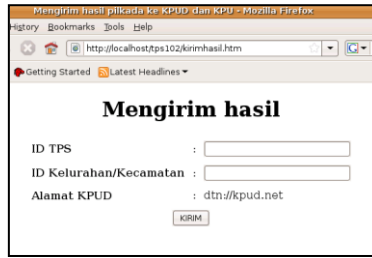 Mengirim hasil pilkada ke KPUD dan KPU - Mozilla Firefox
History Bookmarks Tools Help
http://localhost/tps102/kirimhasil.htm
Getting Started Latest Headlines
Mengirim hasil
ID TPS :
ID Kelurahan/Kecamatan :
Alamat KPUD : dtn://kpud.net
KIRIM